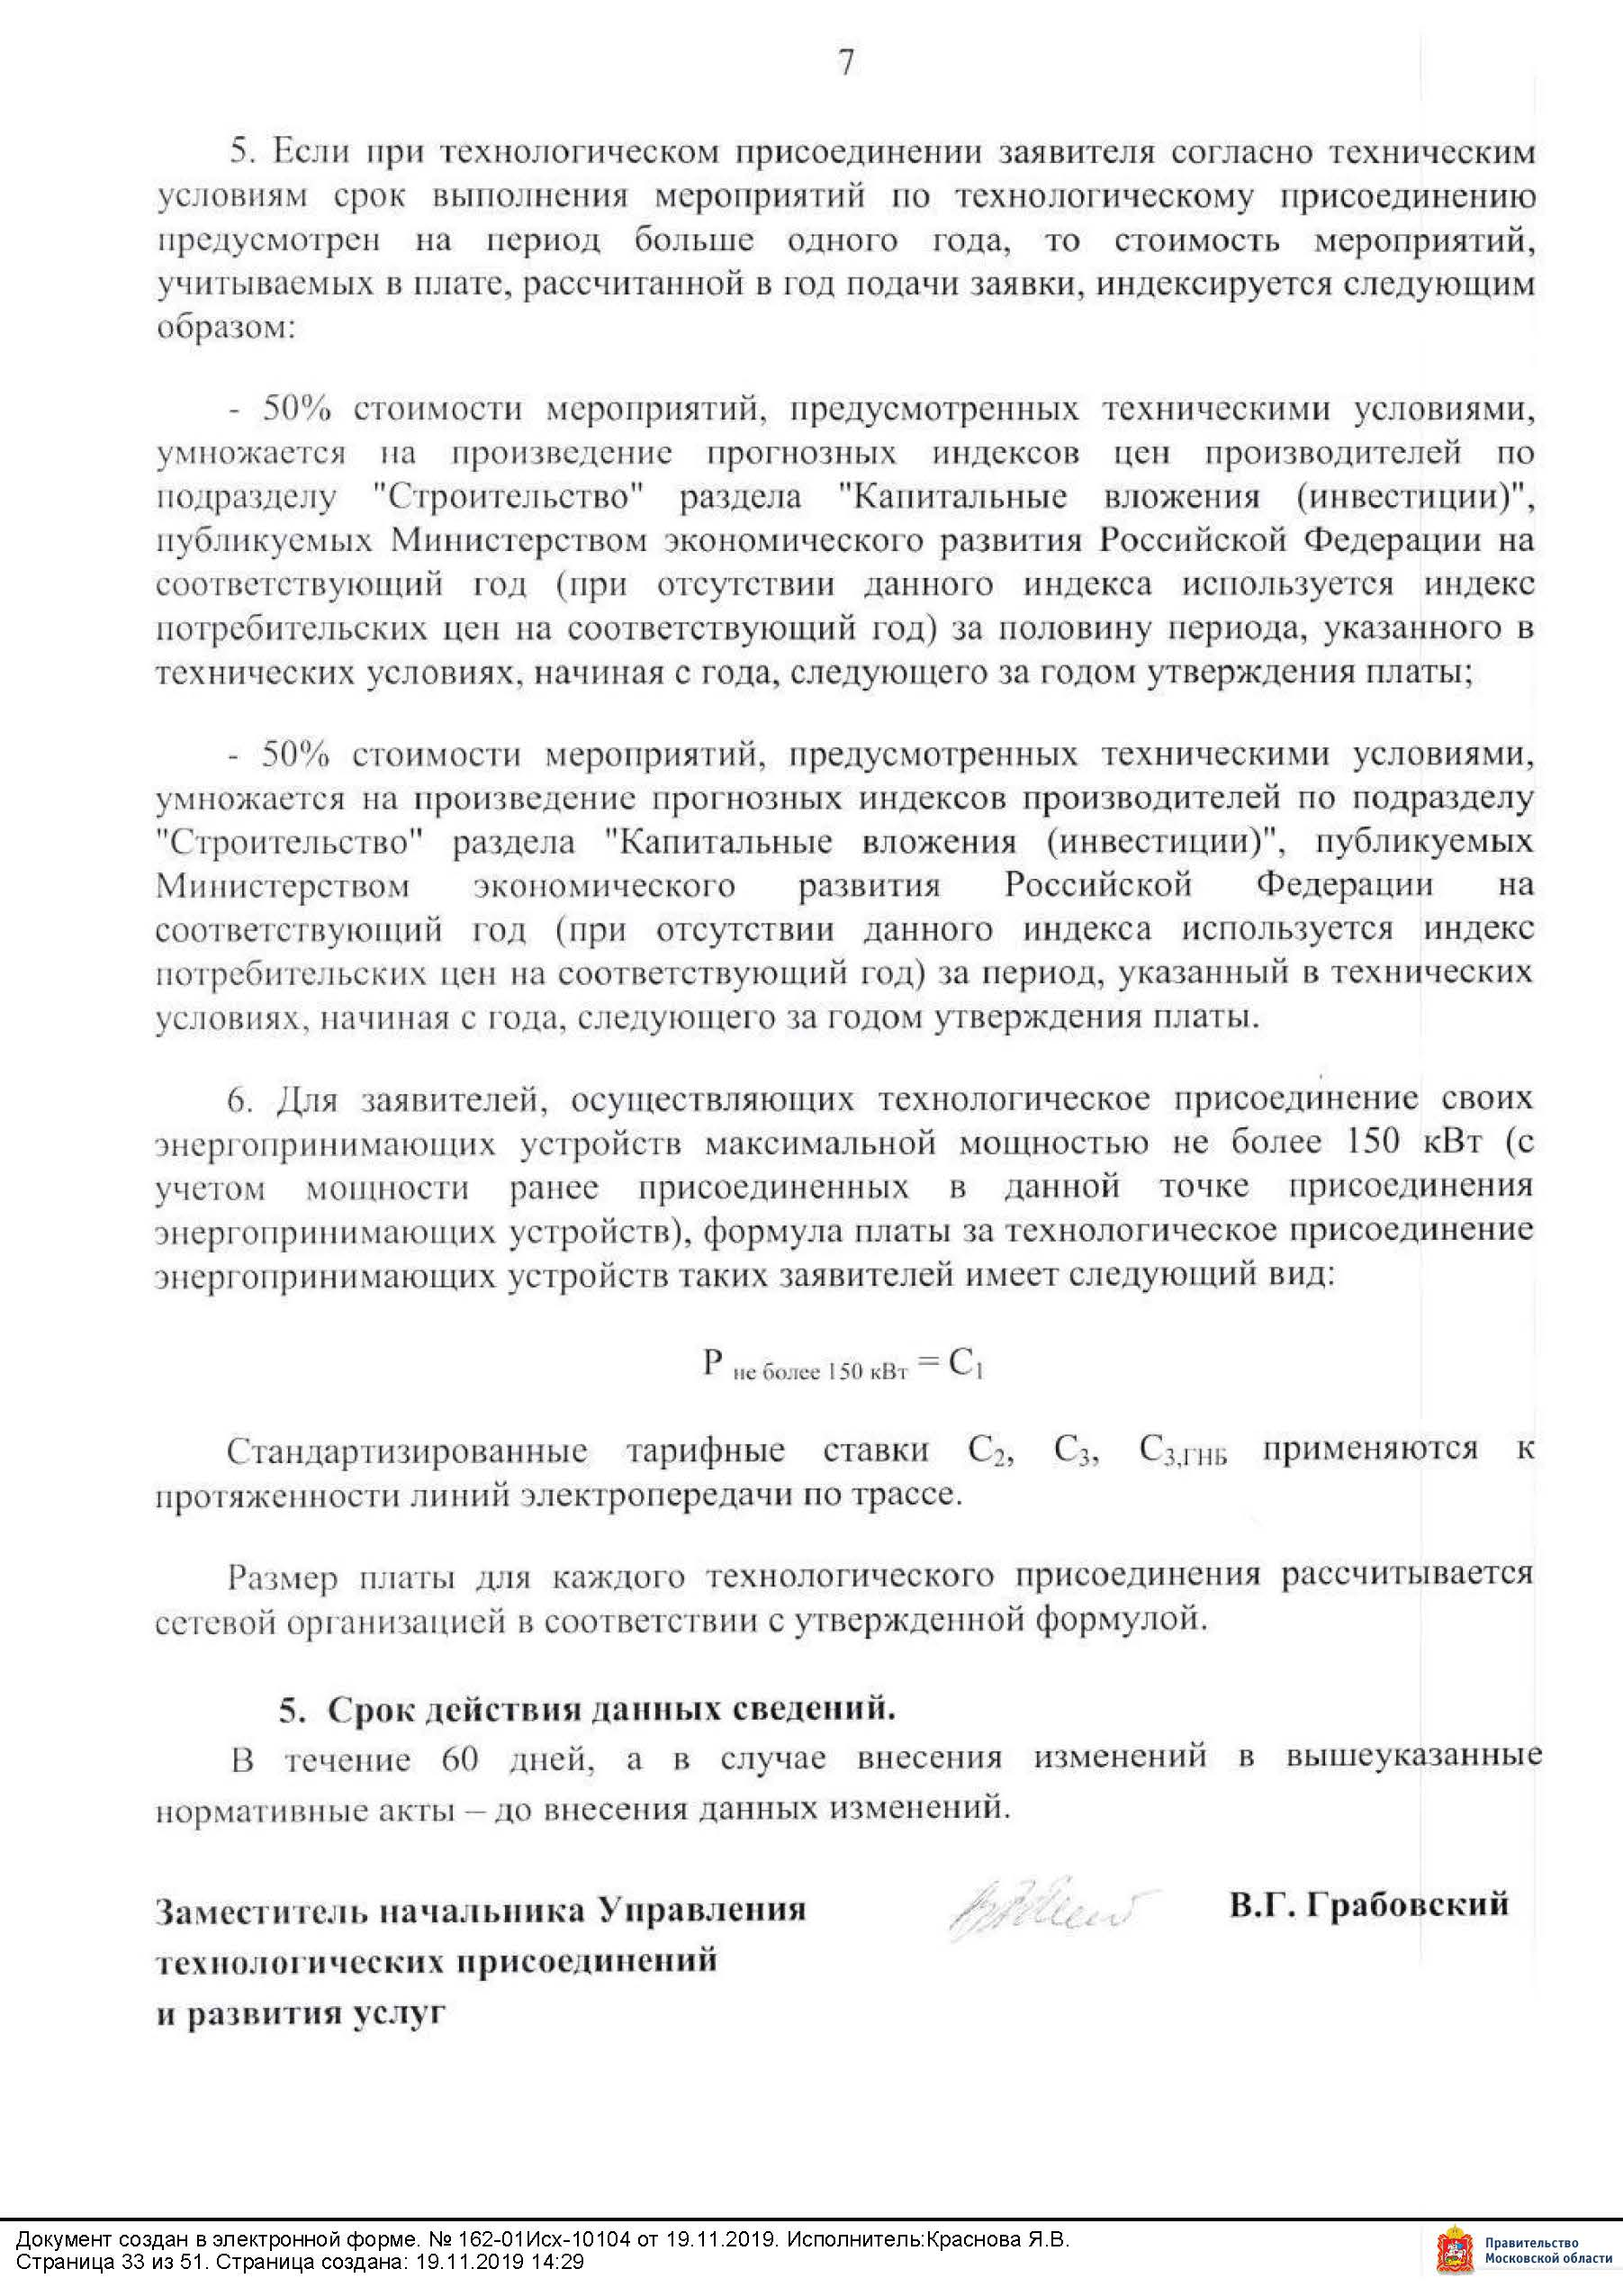 7
5. Если при технологическом присоединении заявителя согласно техническим
условиям срок выполнения мероприятий по технологическому присоединению
предусмотрен на период больше одного года, то стоимость мероприятий,
учитываемых в плате, рассчитанной в год подачи заявки, индексируется следующим
образом:
- 50% стоимости мероприятий, предусмотренных техническими условиями,
умножается на произведение прогнозных индексов цен производителей по
подразделу "Строительство" раздела "Капитальные вложения (инвестиции)",
публикуемых Министерством экономического развития Российской Федерации на
соответствующий год (при отсутствии данного индекса используется индекс
потребительских цен на соответствующий год) за половину периода, указанного в
технических условиях, начиная с года, следующего за годом утверждения платы;
- 50% стоимости мероприятий, предусмотренных техническими условиями,
умножается на произведение прогнозных индексов производителей по подразделу
"Строительство" раздела "Капитальные вложения (инвестиции)", публикуемых
Министерством экономического развития Российской Федерации на
соответствующий год (при отсутствии данного индекса используется индекс
потребительских цен на соответствующий год) за период, указанный в технических
условиях, начиная с года, следующего за годом утверждения платы.
6. Для заявителей, осуществляющих технологическое присоединение своих
энергопринимающих устройств максимальной мощностью не более 150 кВт (с
учетом мощности ранее присоединенных в данной точке присоединения
энергопринимающих устройств), формула платы за технологическое присоединение
энергопринимающих устройств таких заявителей имеет следующий вид:
Р не более 150 кВт = С1
Стандартизированные тарифные ставки С2, С3, С3,ГНБ применяются к
протяженности линий электропередачи по трассе.
Размер платы для каждого технологического присоединения рассчитывается
сетевой организацией в соответствии с утвержденной формулой.
5. Срок действия данных сведений.
В течение 60 дней, а в случае внесения изменений в вышеуказанные
нормативные акты – до внесения данных изменений.
Заместитель начальника Управления В.Г. Грабовский
технологических присоединений
и развития услуг
Документ создан в электронной форме. № 162-01Исх-10104 от 19.11.2019. Исполнитель:Краснова Я.В.
Страница 33 из 51. Страница создана: 19.11.2019 14:29
Правительство
Московской области